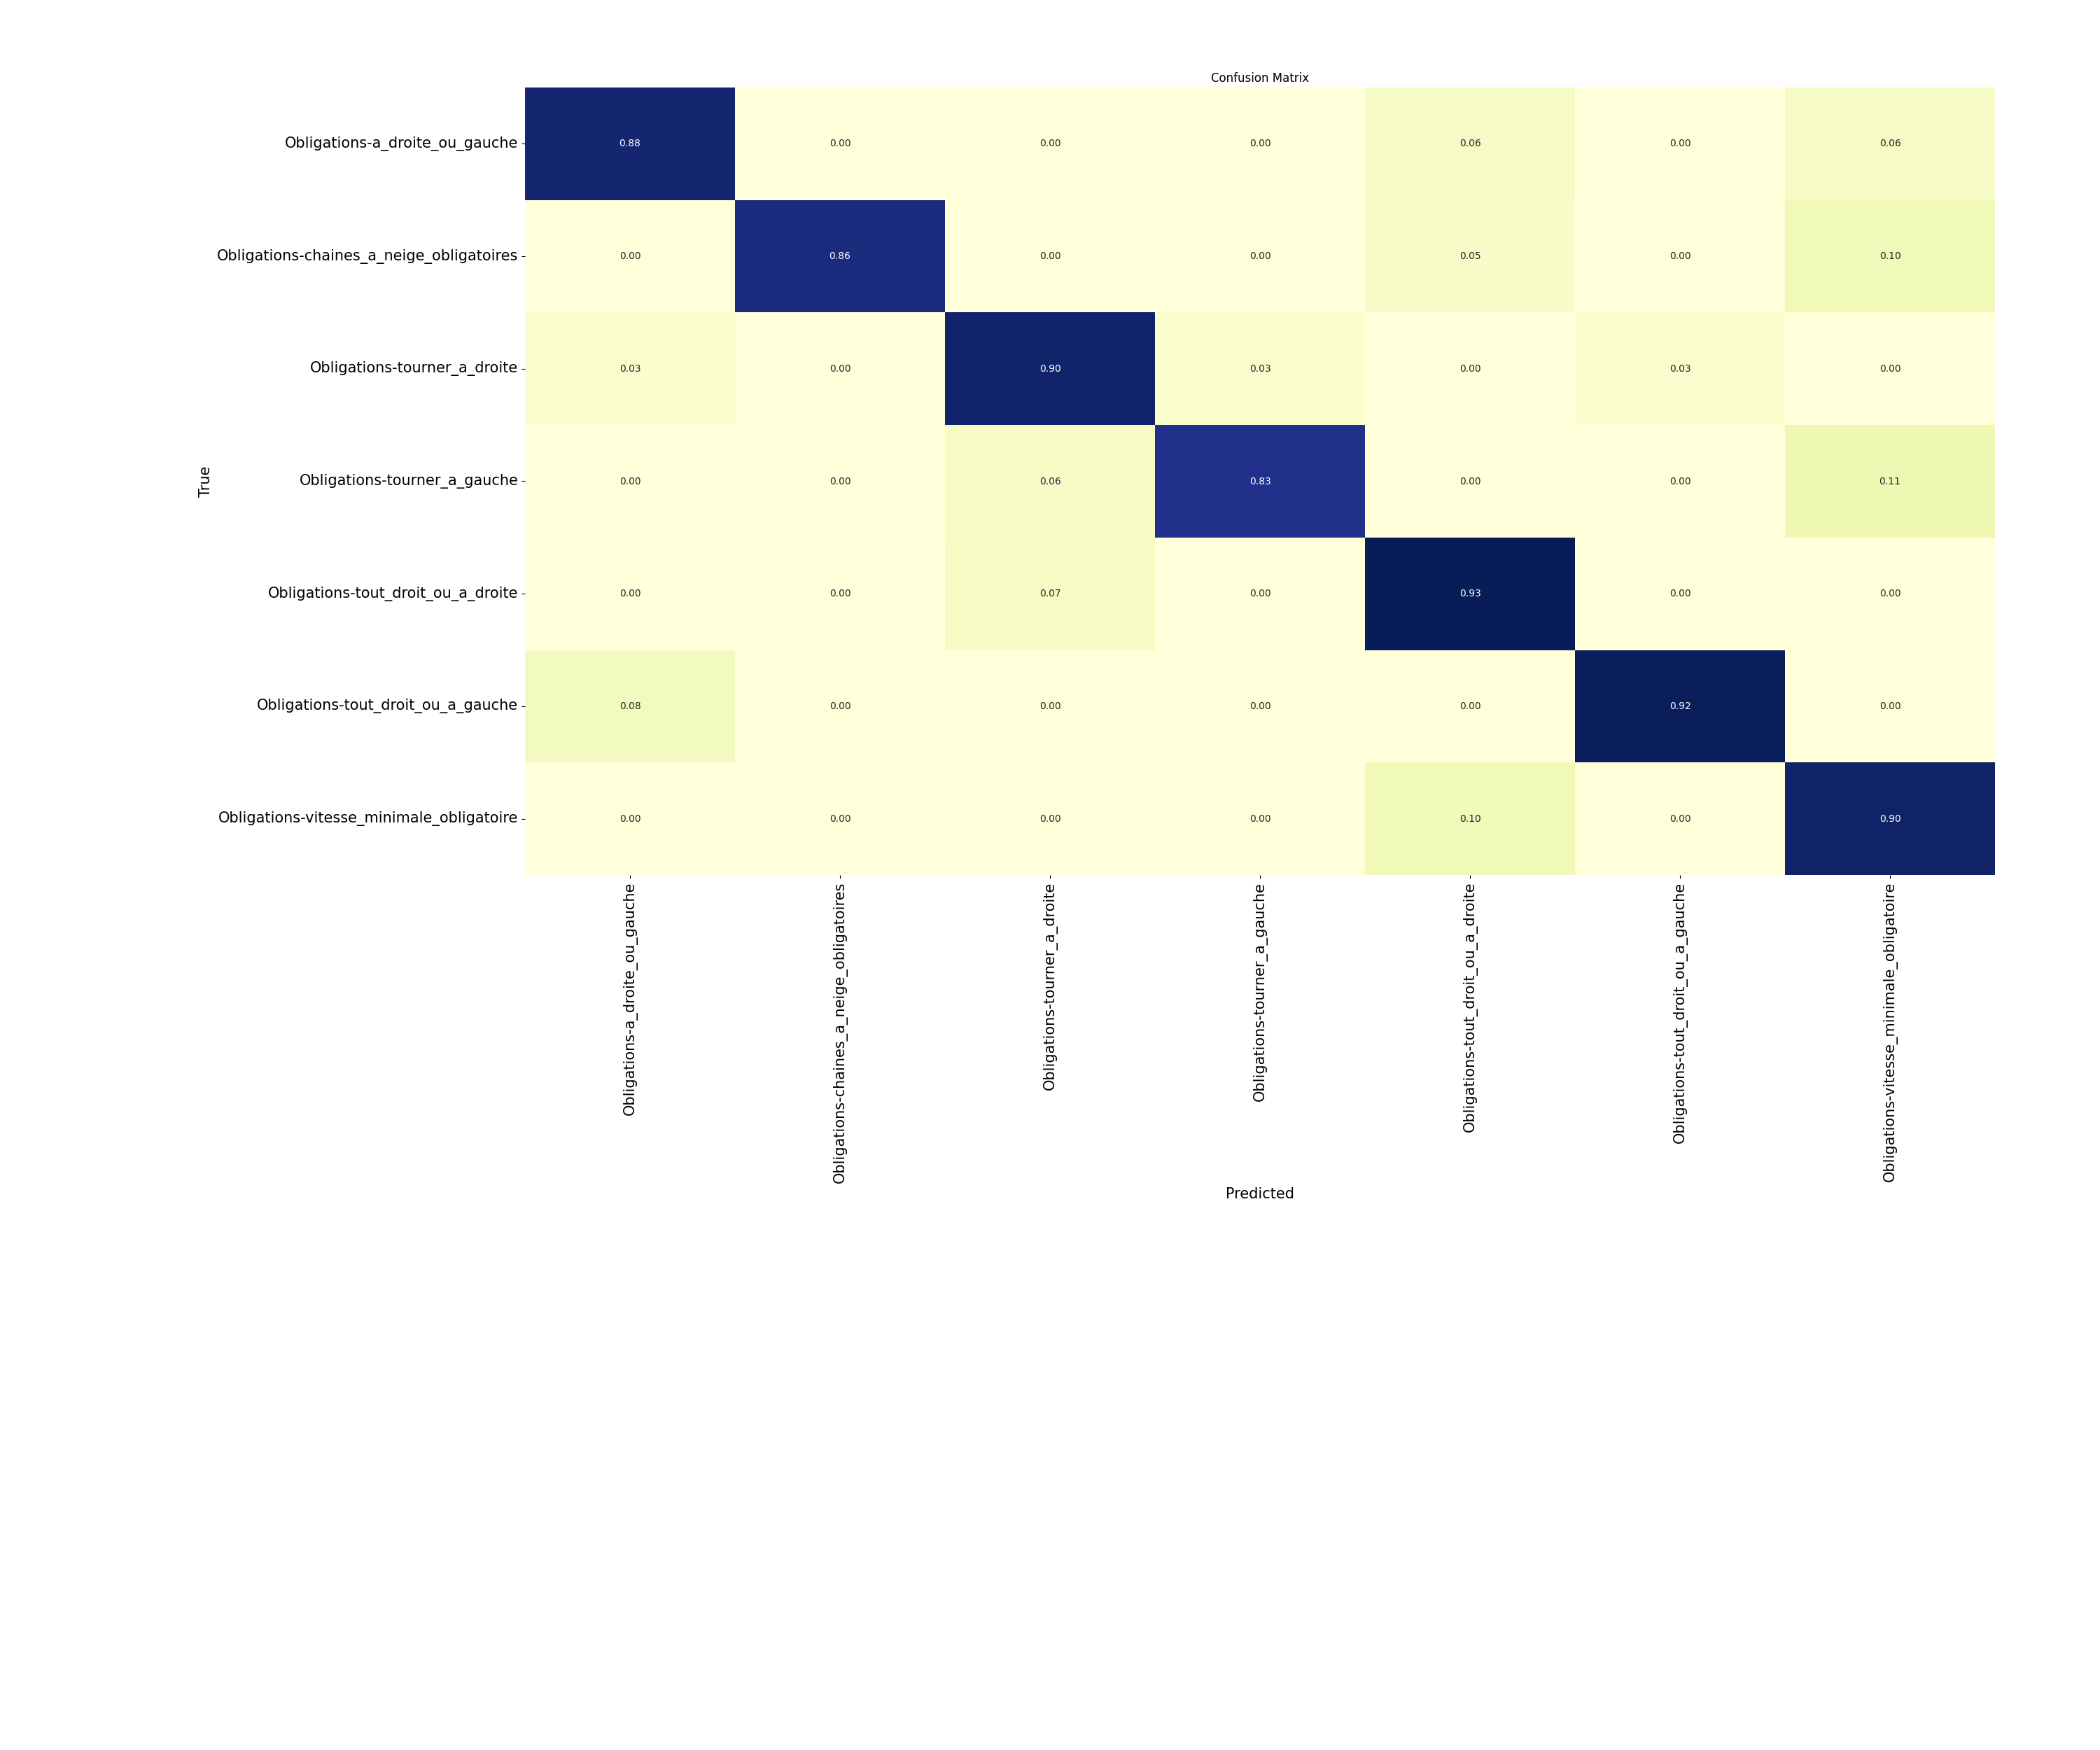 Confusion Matrix
Obligations-a_droite_ou_gauche 0.88 0.00 0.00 0.00 0.06 0.00 0.06
Obligations-chaines_a_neige_obligatoires 0.00 0.86 0.00 0.00 0.05 0.00 0.10
Obligations-tourner_a_droite 0.03 0.00 0.90 0.03 0.00 0.03 0.00
True
Obligations-tourner_a_gauche 0.00 0.00 0.06 0.83 0.00 0.00 0.11
Obligations-tout_droit_ou_a_droite 0.00 0.00 0.07 0.00 0.93 0.00 0.00
Obligations-tout_droit_ou_a_gauche 0.08 0.00 0.00 0.00 0.00 0.92 0.00
Obligations-vitesse_minimale_obligatoire 0.00 0.00 0.00 0.00 0.10 0.00 0.90
Obligations-a_droite_ou_gauche
Obligations-chaines_a_neige_obligatoires
Obligations-tourner_a_droite
Obligations-tourner_a_gauche
Obligations-tout_droit_ou_a_droite
Obligations-tout_droit_ou_a_gauche
Obligations-vitesse_minimale_obligatoire
Predicted